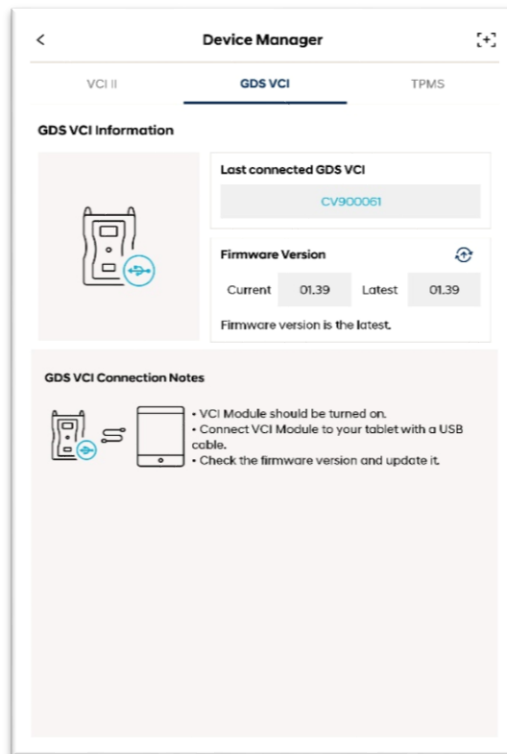 Device Manager
VCI II
GDS VCI
TPMS
GDS VCI Information
Last connected GDS VCI
CV900061
Firmware Version
Current 01.39 Latest 01.39
Firmware version is the latest.
GDS VCI Connection Notes
• VCI Module should be turned on.
• Connect VCI Module to your tablet with a USB
cable.
• Check the firmware version and update it.